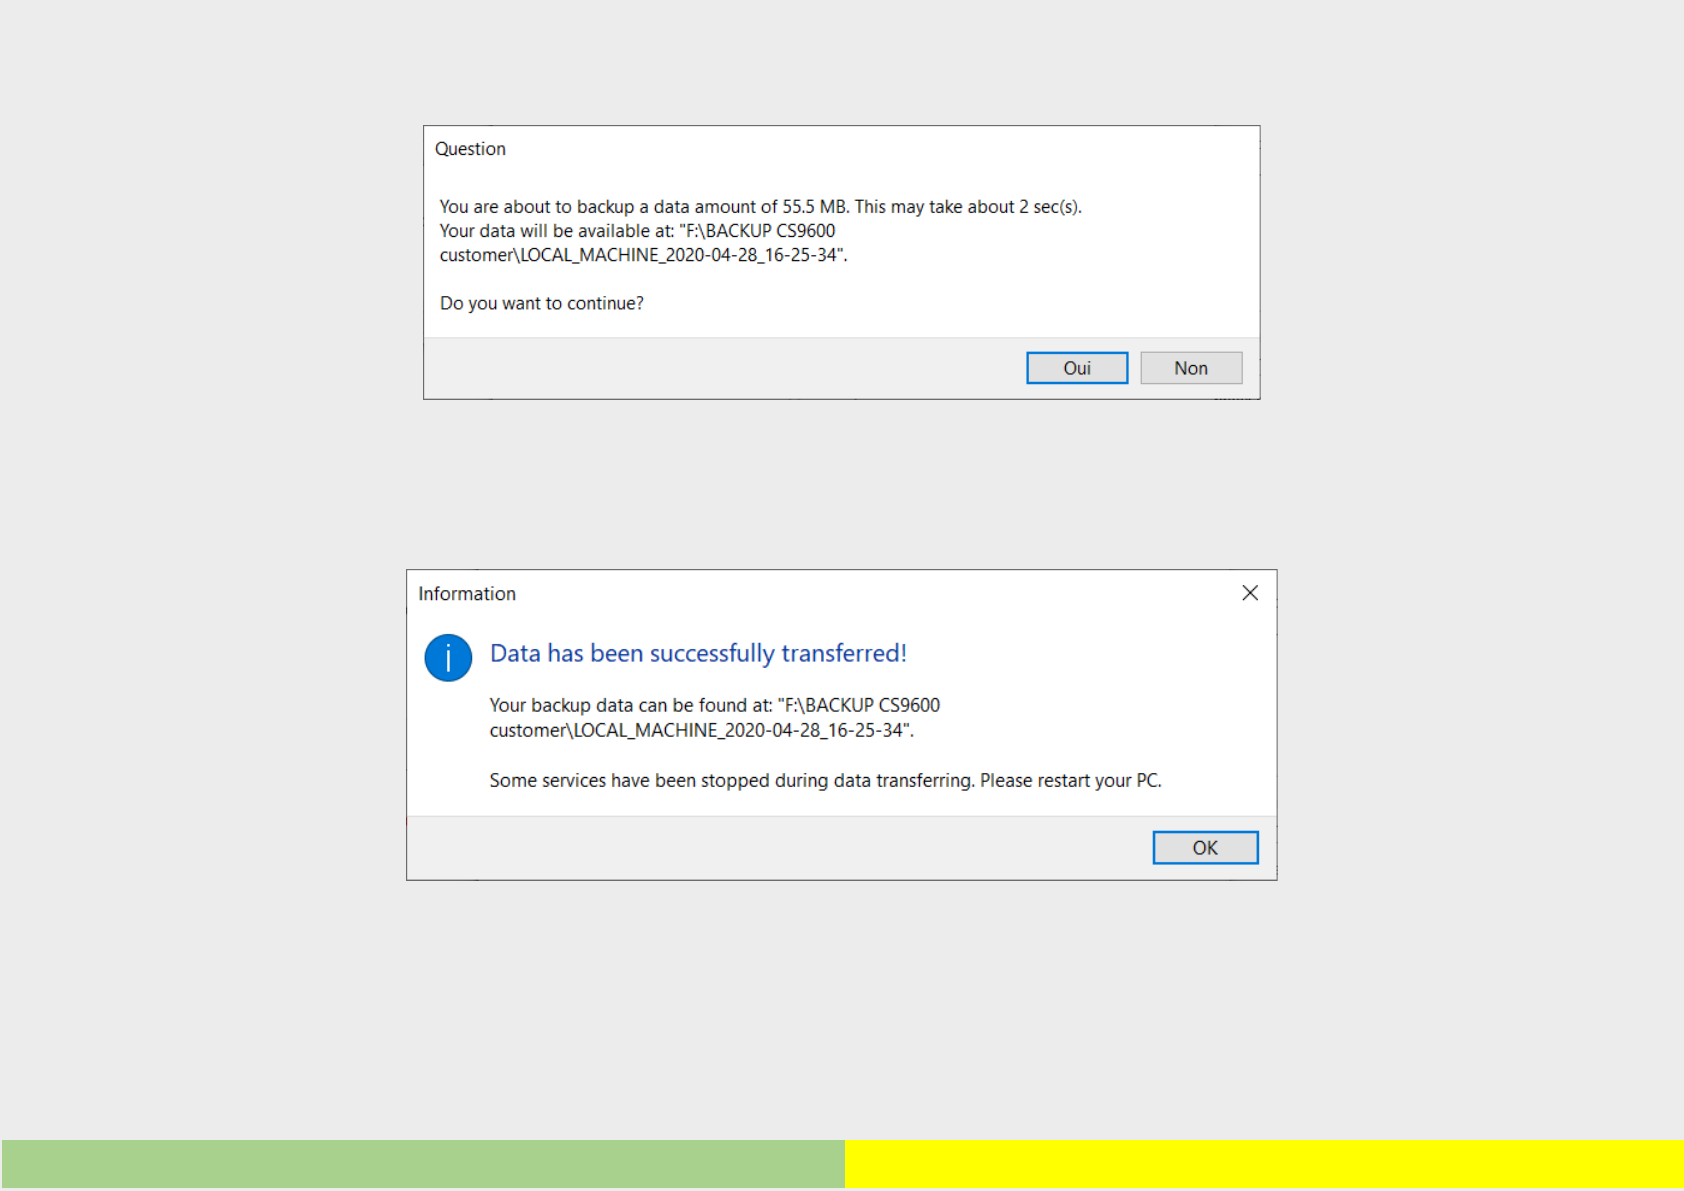 Question
You are about to backup a data amount of 55.5 MB. This may take about 2 sec(s).
Your data will be available at: "F:\BACKUP CS9600
customer\LOCAL_MACHINE_2020-04-28_16-25-34".
Do you want to continue?
Oui
Non
Information
Data has been successfully transferred!
Your backup data can be found at: "F:\BACKUP CS9600
customer\LOCAL_MACHINE_2020-04-28_16-25-34".
Some services have been stopped during data transferring. Please restart your PC.
OK